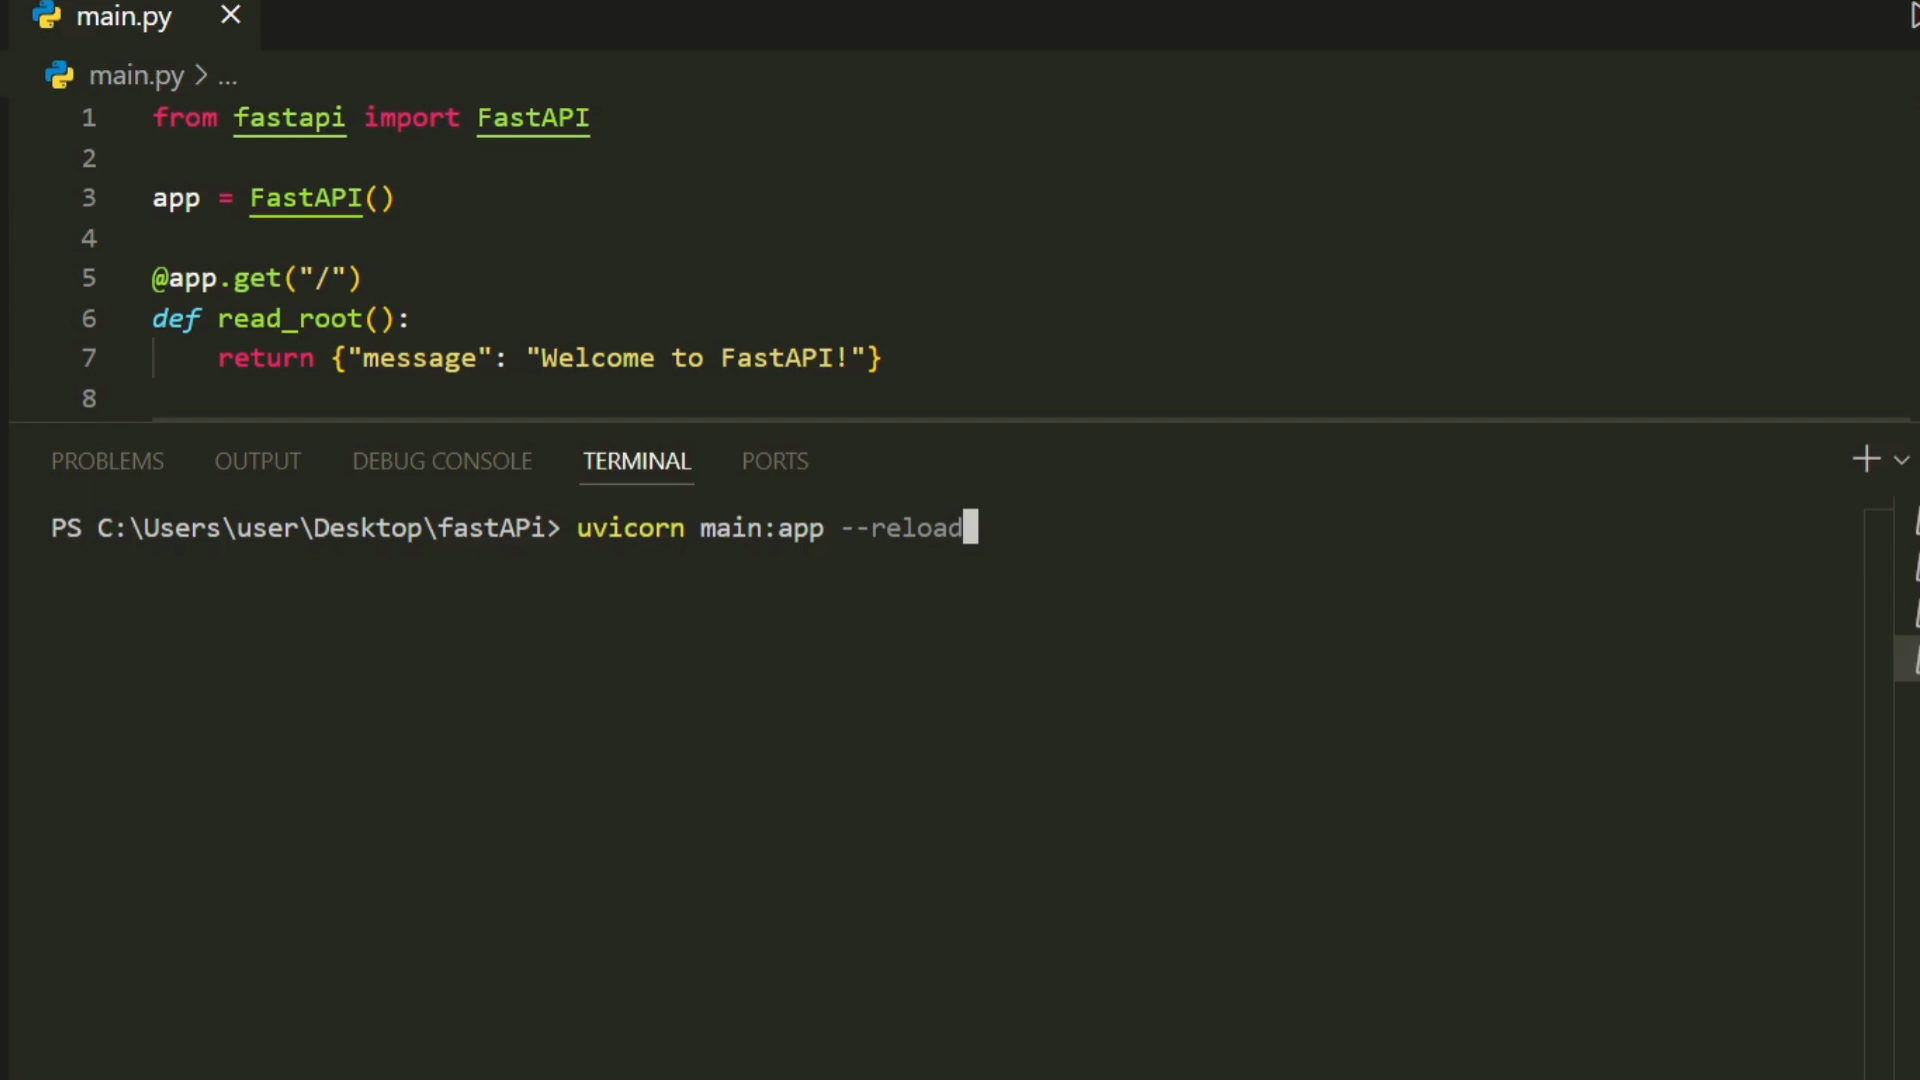 main.py
main.py > ...
1 from fastapi import FastAPI
2
3 app = FastAPI()
4
5 @app.get("/")
6 def read_root():
7     return {"message": "Welcome to FastAPI!"}
8
PROBLEMS OUTPUT DEBUG CONSOLE TERMINAL PORTS
PS C:\Users\user\Desktop\fastAPi> uvicorn main:app --reload